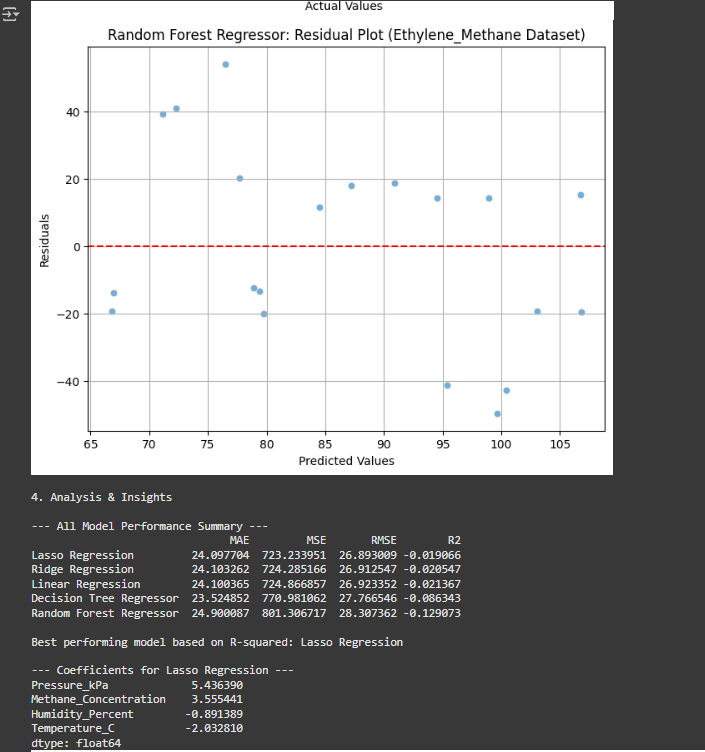 Actual Values
Random Forest Regressor: Residual Plot (Ethylene_Methane Dataset)
40
20
0
−20
−40
Residuals
65 70 75 80 85 90 95 100 105
Predicted Values
4. Analysis & Insights
--- All Model Performance Summary ---
MAE MSE RMSE R2
Lasso Regression 24.097704 723.233951 26.893009 -0.019066
Ridge Regression 24.103262 724.285166 26.912547 -0.020547
Linear Regression 24.100365 724.866857 26.923352 -0.021367
Decision Tree Regressor 23.524852 770.981062 27.766546 -0.086343
Random Forest Regressor 24.900087 801.306717 28.307362 -0.129073
Best performing model based on R-squared: Lasso Regression
--- Coefficients for Lasso Regression ---
Pressure_kPa 5.436390
Methane_Concentration 3.555441
Humidity_Percent -0.891389
Temperature_C -2.032810
dtype: float64